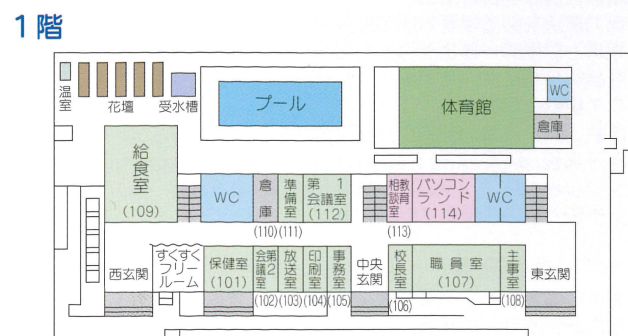 1階
温室
花壇
受水槽
プール
体育館
WC
倉庫
給食室
(109)
WC
倉庫
(110)
準備室
(111)
第1
会議室
(112)
教育
相談室
(113)
パソコン
ランド
(114)
WC
西玄関
すくすく
フリー
ルーム
保健室
(101)
第2
会議室
(102)
放送室
(103)
印刷室
(104)
事務室
(105)
中央
玄関
校長室
(106)
職員室
(107)
主事室
(108)
東玄関